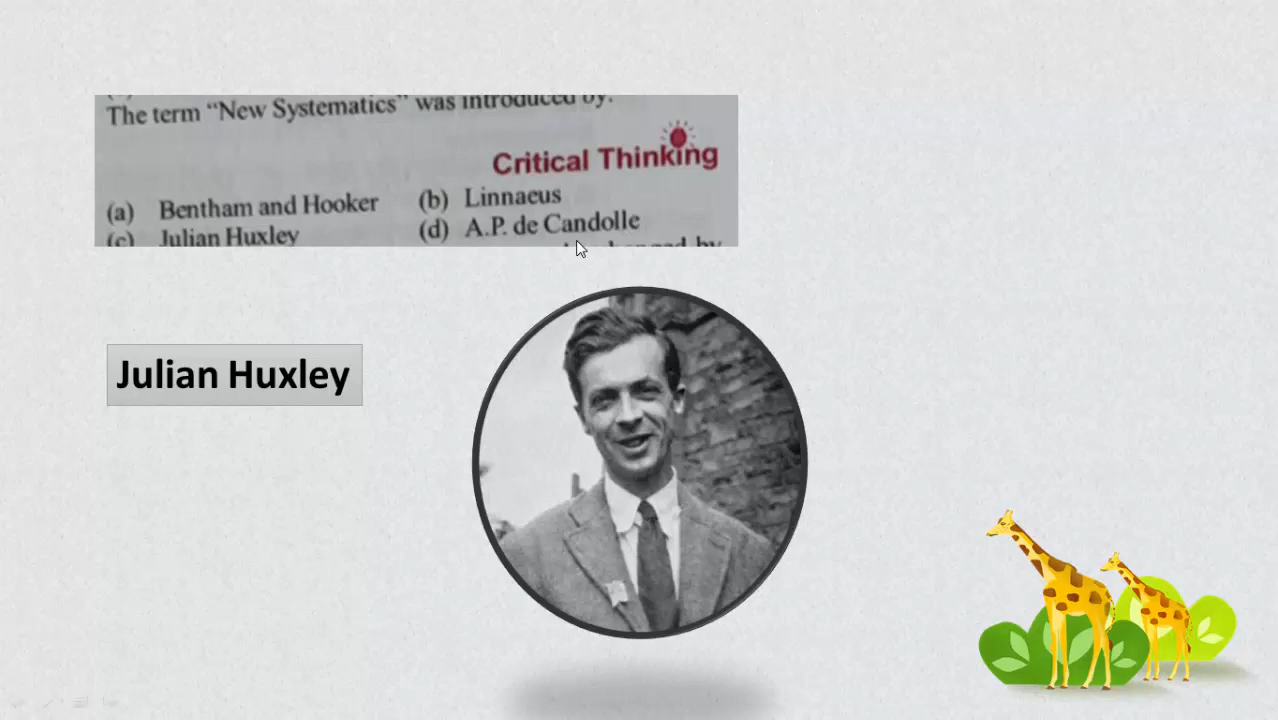 The term “New Systematics” was introduced by:
Critical Thinking
(a) Bentham and Hooker (b) Linnaeus
(c) Julian Huxley (d) A.P. de Candolle
by
Julian Huxley